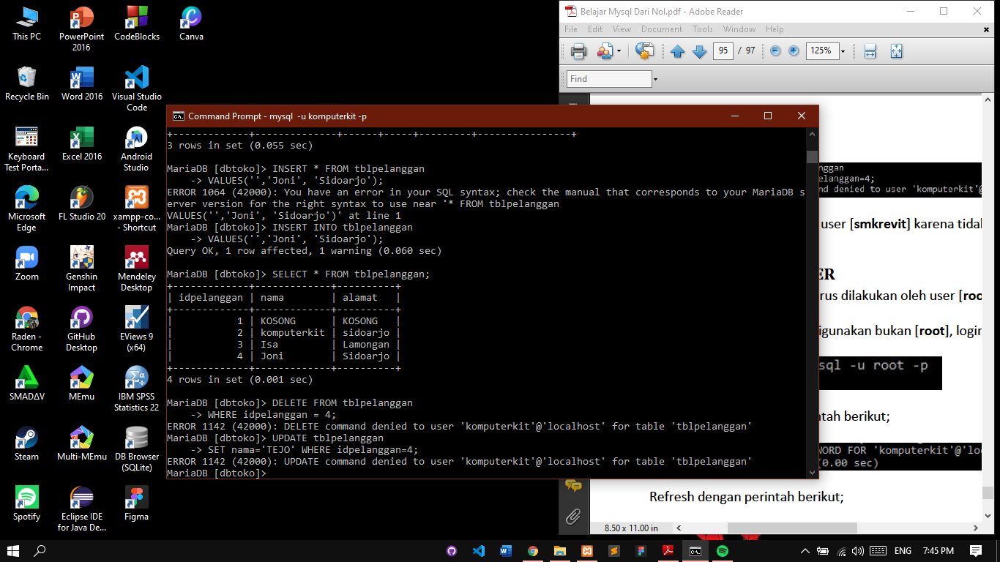 This PC
PowerPoint 2016
CodeBlocks
Canva
Recycle Bin
Word 2016
Visual Studio Code
Keyboard Test Porta...
Excel 2016
Android Studio
Microsoft Edge
FL Studio 20
xampp-co... - Shortcut
Zoom
Genshin Impact
Mendeley Desktop
Raden - Chrome
GitHub Desktop
EViews 9 (x64)
SMADΔV
MEmu
IBM SPSS Statistics 22
Steam
Multi-MEmu
DB Browser (SQLite)
Spotify
Eclipse IDE for Java De...
Figma
Belajar Mysql Dari Nol.pdf - Adobe Reader
File Edit View Document Tools Window Help
95 / 97 125%
Find
Command Prompt - mysql -u komputerkit -p
+-------------+-------------+------+-----+---------+---------------+
3 rows in set (0.055 sec)
MariaDB [dbtoko]> INSERT * FROM tblpelanggan
-> VALUES('','Joni', 'Sidoarjo');
ERROR 1064 (42000): You have an error in your SQL syntax; check the manual that corresponds to your MariaDB s
erver version for the right syntax to use near '* FROM tblpelanggan
VALUES('','Joni', 'Sidoarjo')' at line 1
MariaDB [dbtoko]> INSERT INTO tblpelanggan
-> VALUES('','Joni', 'Sidoarjo');
Query OK, 1 row affected, 1 warning (0.060 sec)
MariaDB [dbtoko]> SELECT * FROM tblpelanggan;
+-------------+-------------+----------+
| idpelanggan | nama | alamat |
+-------------+-------------+----------+
| 1 | KOSONG | KOSONG |
| 2 | komputerkit | sidoarjo |
| 3 | Isa | Lamongan |
| 4 | Joni | Sidoarjo |
+-------------+-------------+----------+
4 rows in set (0.001 sec)
MariaDB [dbtoko]> DELETE FROM tblpelanggan
-> WHERE idpelanggan = 4;
ERROR 1142 (42000): DELETE command denied to user 'komputerkit'@'localhost' for table 'tblpelanggan'
MariaDB [dbtoko]> UPDATE tblpelanggan
-> SET nama='TEJO' WHERE idpelanggan=4;
ERROR 1142 (42000): UPDATE command denied to user 'komputerkit'@'localhost' for table 'tblpelanggan'
MariaDB [dbtoko]>
nggan
elanggan=4;
nd denied to user 'komputerkit'@
user [smkrevit] karena tida
ER
rus dilakukan oleh user [roo
igunakan bukan [root], login
sql -u root -p
ntah berikut;
WORD FOR 'komputerkit'@'lo
(0.00 sec)
Refresh dengan perintah berikut;
8.50 x 11.00 in
ENG 7:45 PM